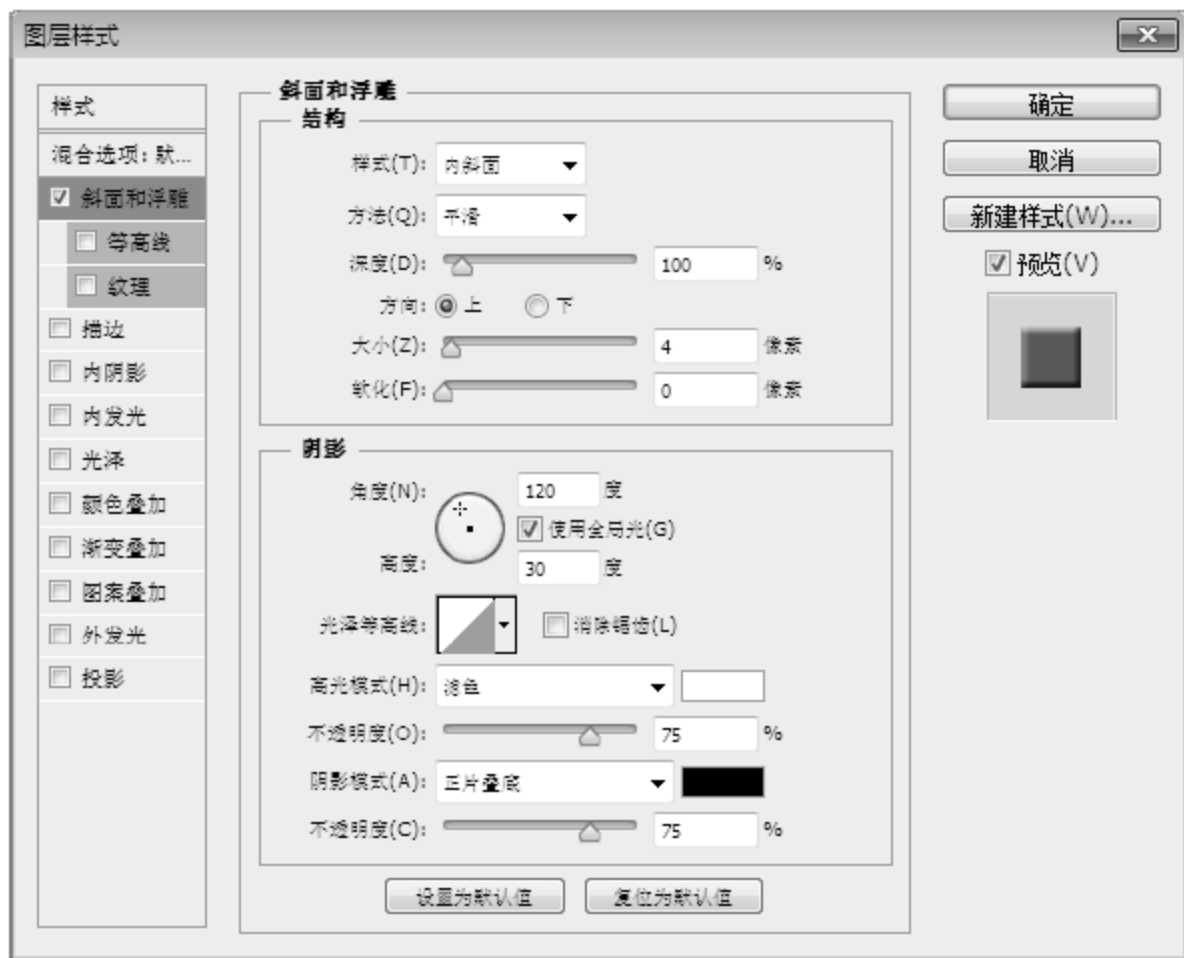 图层样式
样式
混合选项:默...
斜面和浮雕
等高线
纹理
描边
内阴影
内发光
光泽
颜色叠加
渐变叠加
图案叠加
外发光
投影
斜面和浮雕
结构
样式(T): 内斜面
方法(Q): 平滑
深度(D): 100 %
方向: 上 下
大小(Z): 4 像素
软化(F): 0 像素
阴影
角度(N): 120 度
使用全局光(G)
高度: 30 度
光泽等高线: 消除锯齿(L)
高光模式(H): 滤色
不透明度(O): 75 %
阴影模式(A): 正片叠底
不透明度(C): 75 %
设置为默认值 复位为默认值
确定
取消
新建样式(W)...
预览(V)